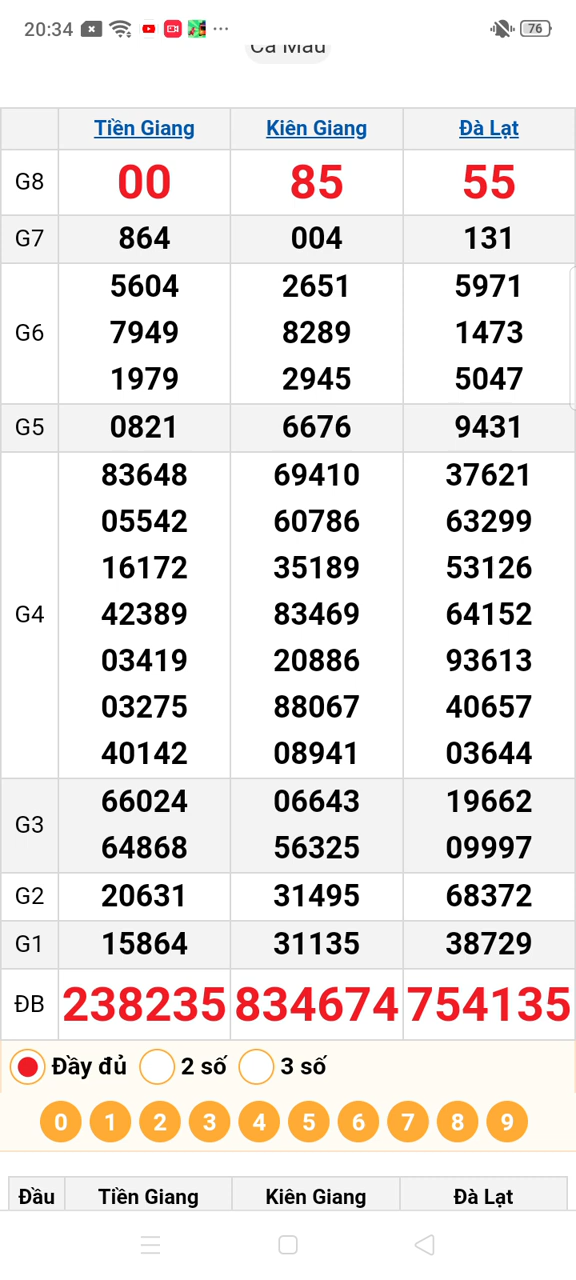 20:34
76
Cà Mau
Tiền Giang Kiên Giang Đà Lạt
G8 00 85 55
G7 864 004 131
5604 2651 5971
G6 7949 8289 1473
1979 2945 5047
G5 0821 6676 9431
83648 69410 37621
05542 60786 63299
16172 35189 53126
G4 42389 83469 64152
03419 20886 93613
03275 88067 40657
40142 08941 03644
G3 66024 06643 19662
64868 56325 09997
G2 20631 31495 68372
G1 15864 31135 38729
ĐB 238235 834674 754135
Đầy đủ 2 số 3 số
0 1 2 3 4 5 6 7 8 9
Đầu Tiền Giang Kiên Giang Đà Lạt